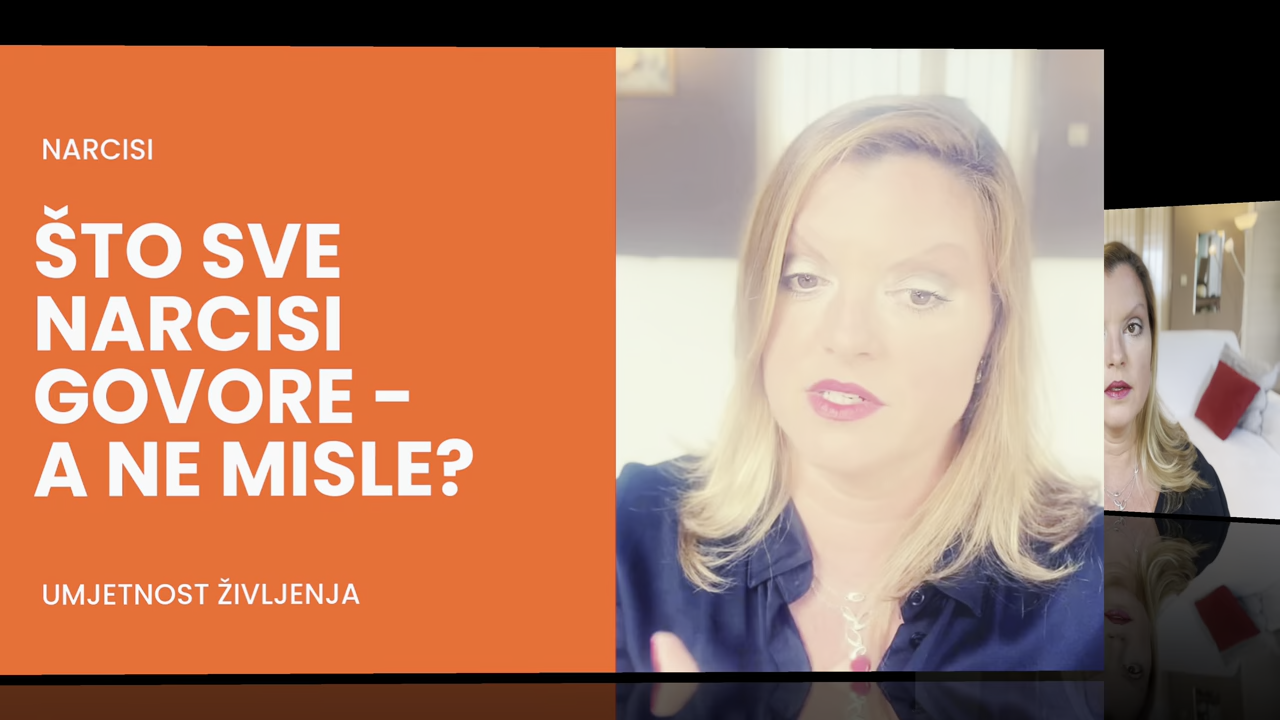 NARCISI
ŠTO SVE
NARCISI
GOVORE –
A NE MISLE?
UMJETNOST ŽIVLJENJA